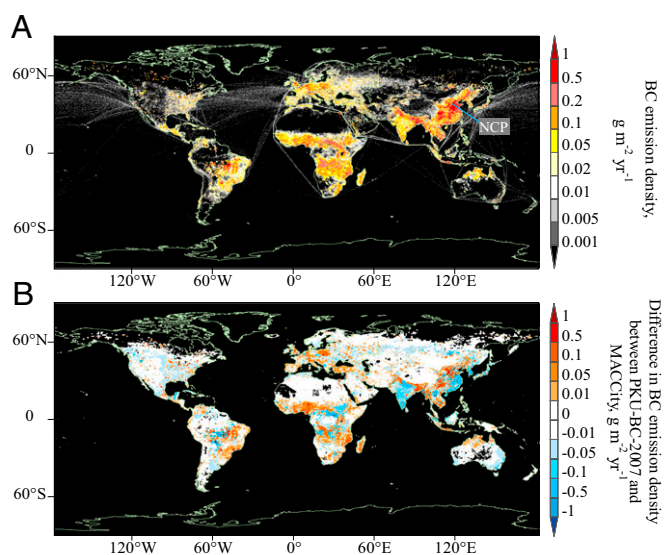 A
60°N
0
60°S
120°W 60°W 0° 60°E 120°E
NCP
1
0.5
0.2
0.1
0.05
0.02
0.01
0.005
0.001
BC emission density,
g m-2 yr-1
B
60°N
0
60°S
120°W 60°W 0° 60°E 120°E
1
0.5
0.1
0.05
0.01
0
-0.01
-0.05
-0.1
-0.5
-1
Difference in BC emission density
between PKU-BC-2007 and
MACCity, g m-2 yr-1